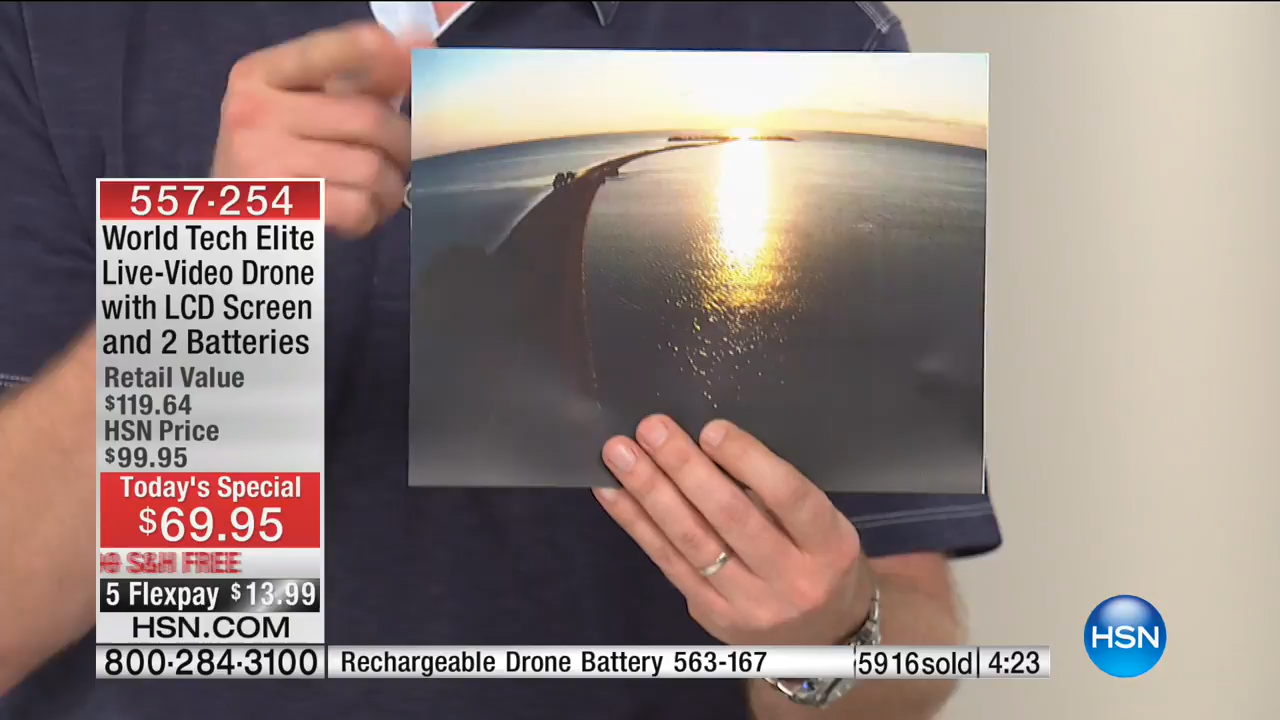 557·254
World Tech Elite
Live-Video Drone
with LCD Screen
and 2 Batteries
Retail Value
$119.64
HSN Price
$99.95
Today's Special
$69.95
S&H FREE
5 Flexpay $13.99
HSN.COM
800·284·3100
Rechargeable Drone Battery 563-167
5916sold
4:23
HSN